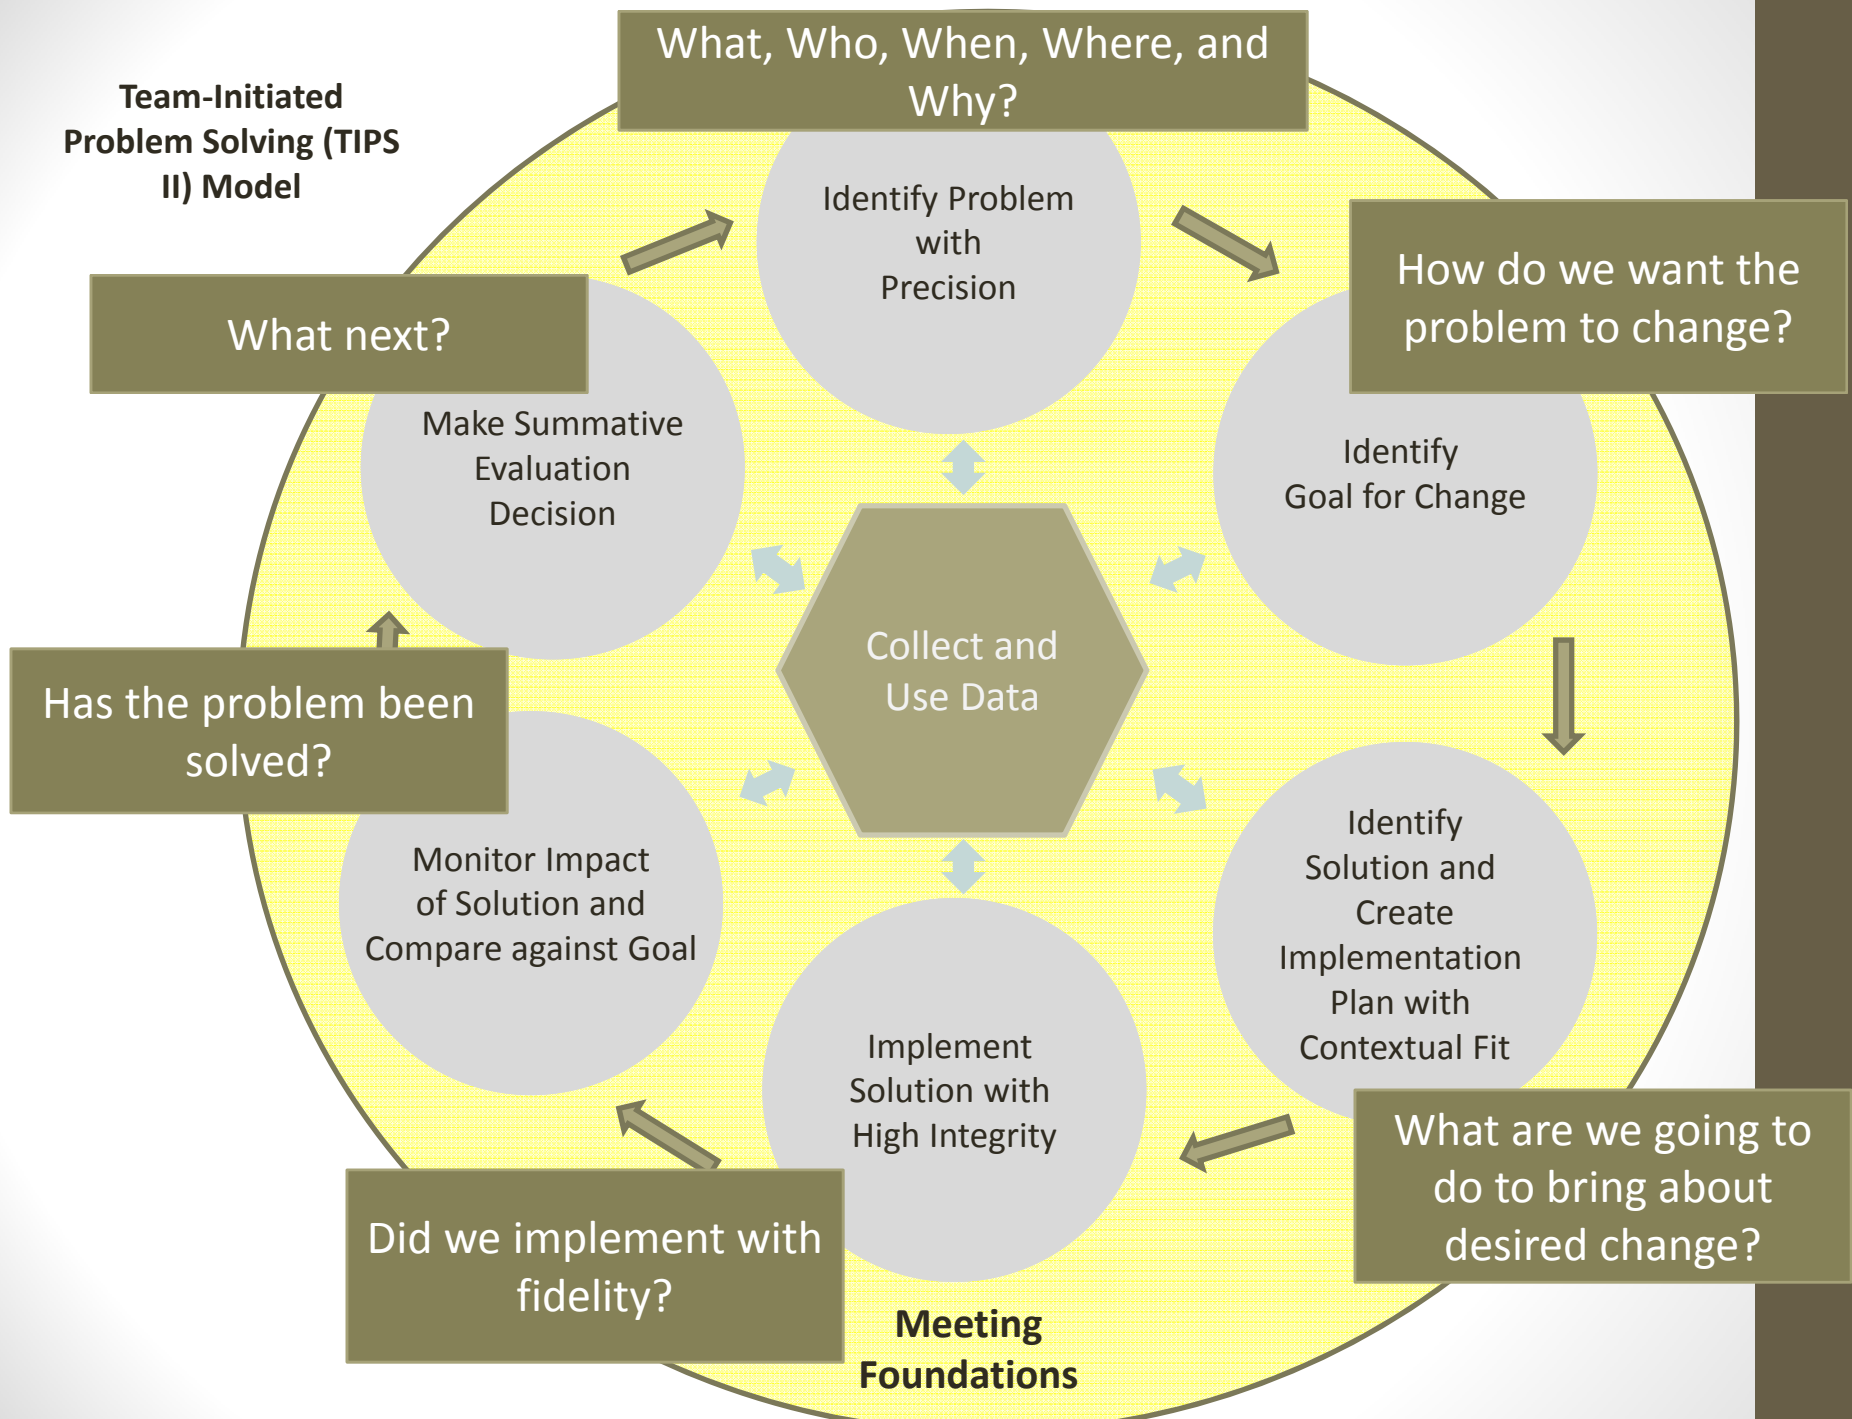 Team-Initiated
Problem Solving (TIPS
II) Model
What, Who, When, Where, and
Why?
Identify Problem
with
Precision
How do we want the
problem to change?
Identify
Goal for Change
Identify
Solution and
Create
Implementation
Plan with
Contextual Fit
What are we going to
do to bring about
desired change?
Implement
Solution with
High Integrity
Did we implement with
fidelity?
Monitor Impact
of Solution and
Compare against Goal
Has the problem been
solved?
Make Summative
Evaluation
Decision
What next?
Collect and
Use Data
Meeting
Foundations